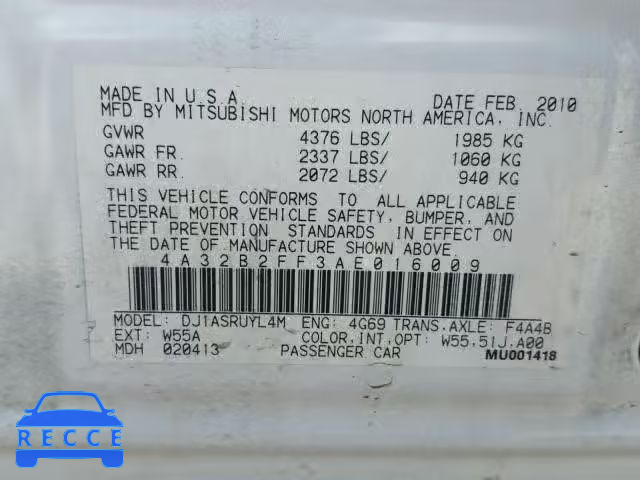 MADE IN U S A DATE FEB. 2010
MFD BY MITSUBISHI MOTORS NORTH AMERICA, INC.
GVWR 4376 LBS/ 1985 KG
GAWR FR. 2337 LBS/ 1060 KG
GAWR RR. 2072 LBS/ 940 KG
THIS VEHICLE CONFORMS TO ALL APPLICABLE
FEDERAL MOTOR VEHICLE SAFETY, BUMPER, AND
THEFT PREVENTION STANDARDS IN EFFECT ON
THE DATE OF MANUFACTURE SHOWN ABOVE.
4A32B2FF3AE016009
MODEL: DJ1ASRUYL4M ENG: 4G69 TRANS.AXLE: F4A4B
EXT: W55A COLOR.INT.OPT: W55.51J.A00
MDH 020413 PASSENGER CAR MU001418
RECCE